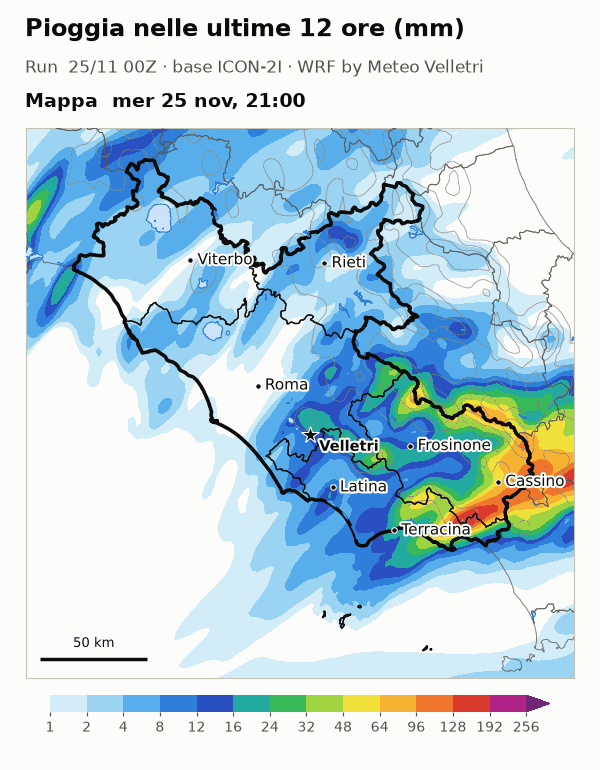 Pioggia nelle ultime 12 ore (mm)
Run  25/11 00Z · base ICON-2I · WRF by Meteo Velletri
Mappa  mer 25 nov, 21:00
Viterbo
Rieti
Roma
Velletri
Frosinone
Latina
Cassino
Terracina
50 km
1 2 4 8 12 16 24 32 48 64 96 128 192 256